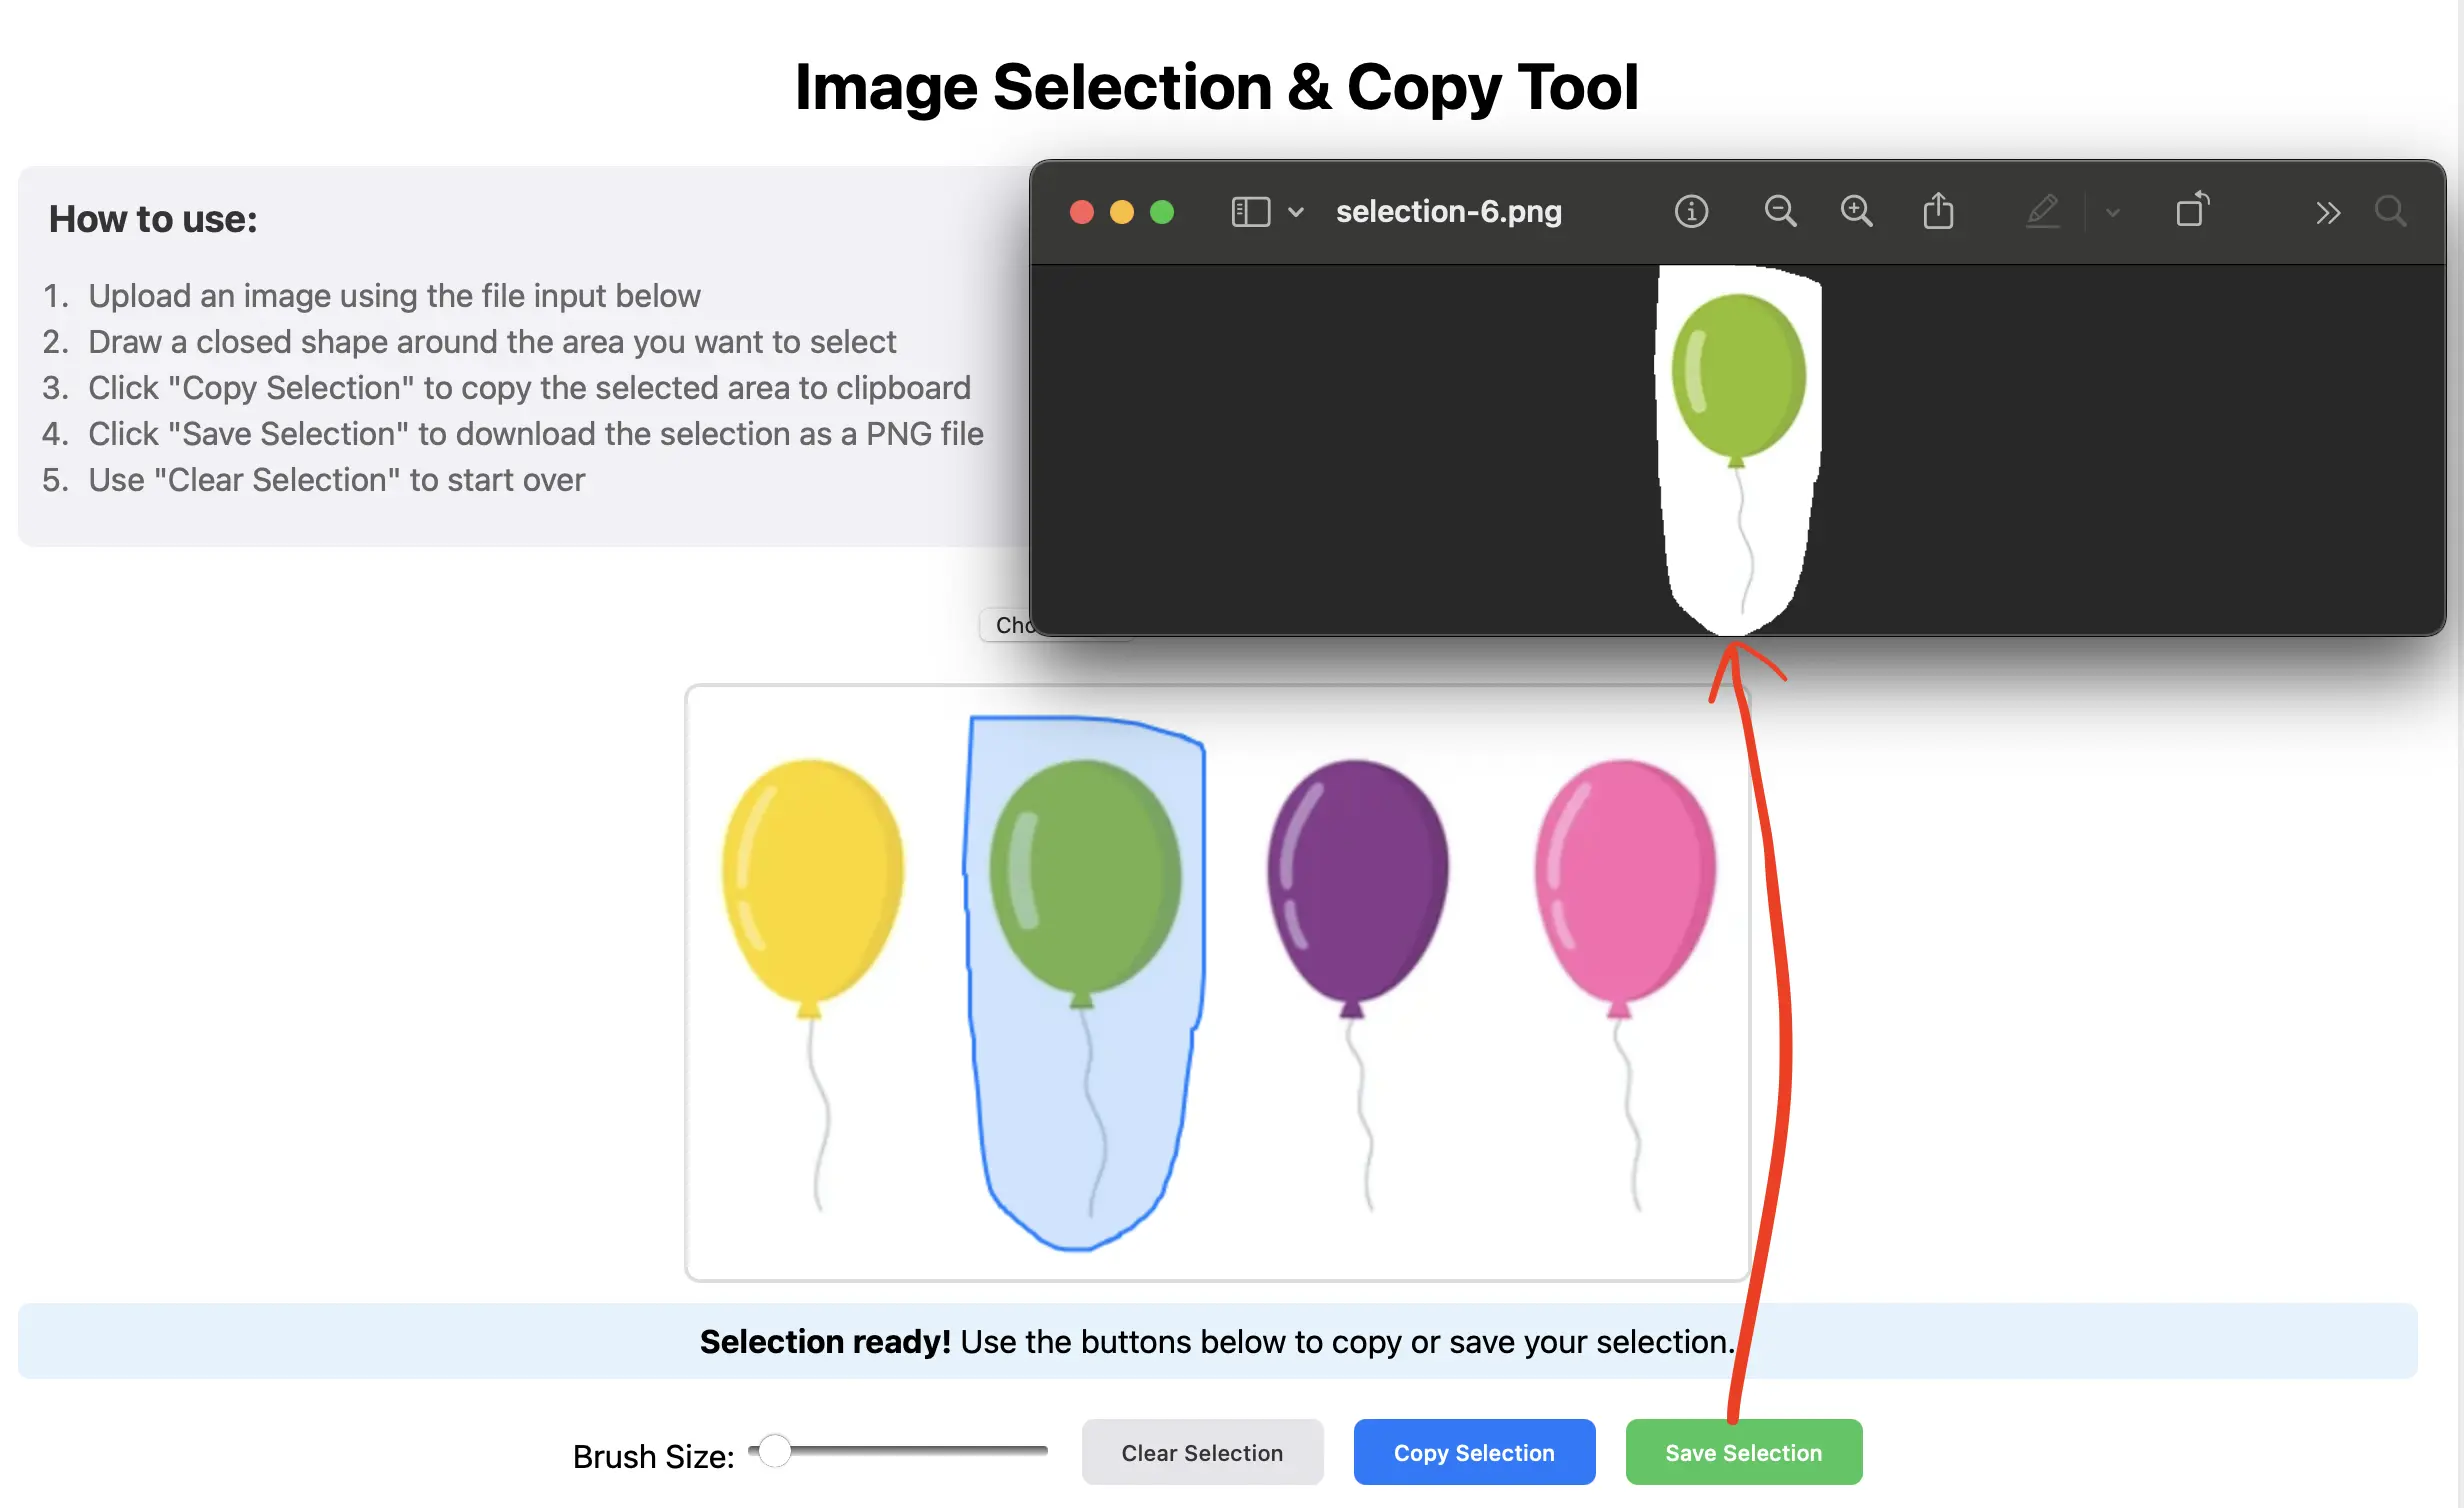 Image Selection & Copy Tool
How to use:
1. Upload an image using the file input below
2. Draw a closed shape around the area you want to select
3. Click "Copy Selection" to copy the selected area to clipboard
4. Click "Save Selection" to download the selection as a PNG file
5. Use "Clear Selection" to start over
selection-6.png
Selection ready! Use the buttons below to copy or save your selection.
Brush Size:
Clear Selection
Copy Selection
Save Selection